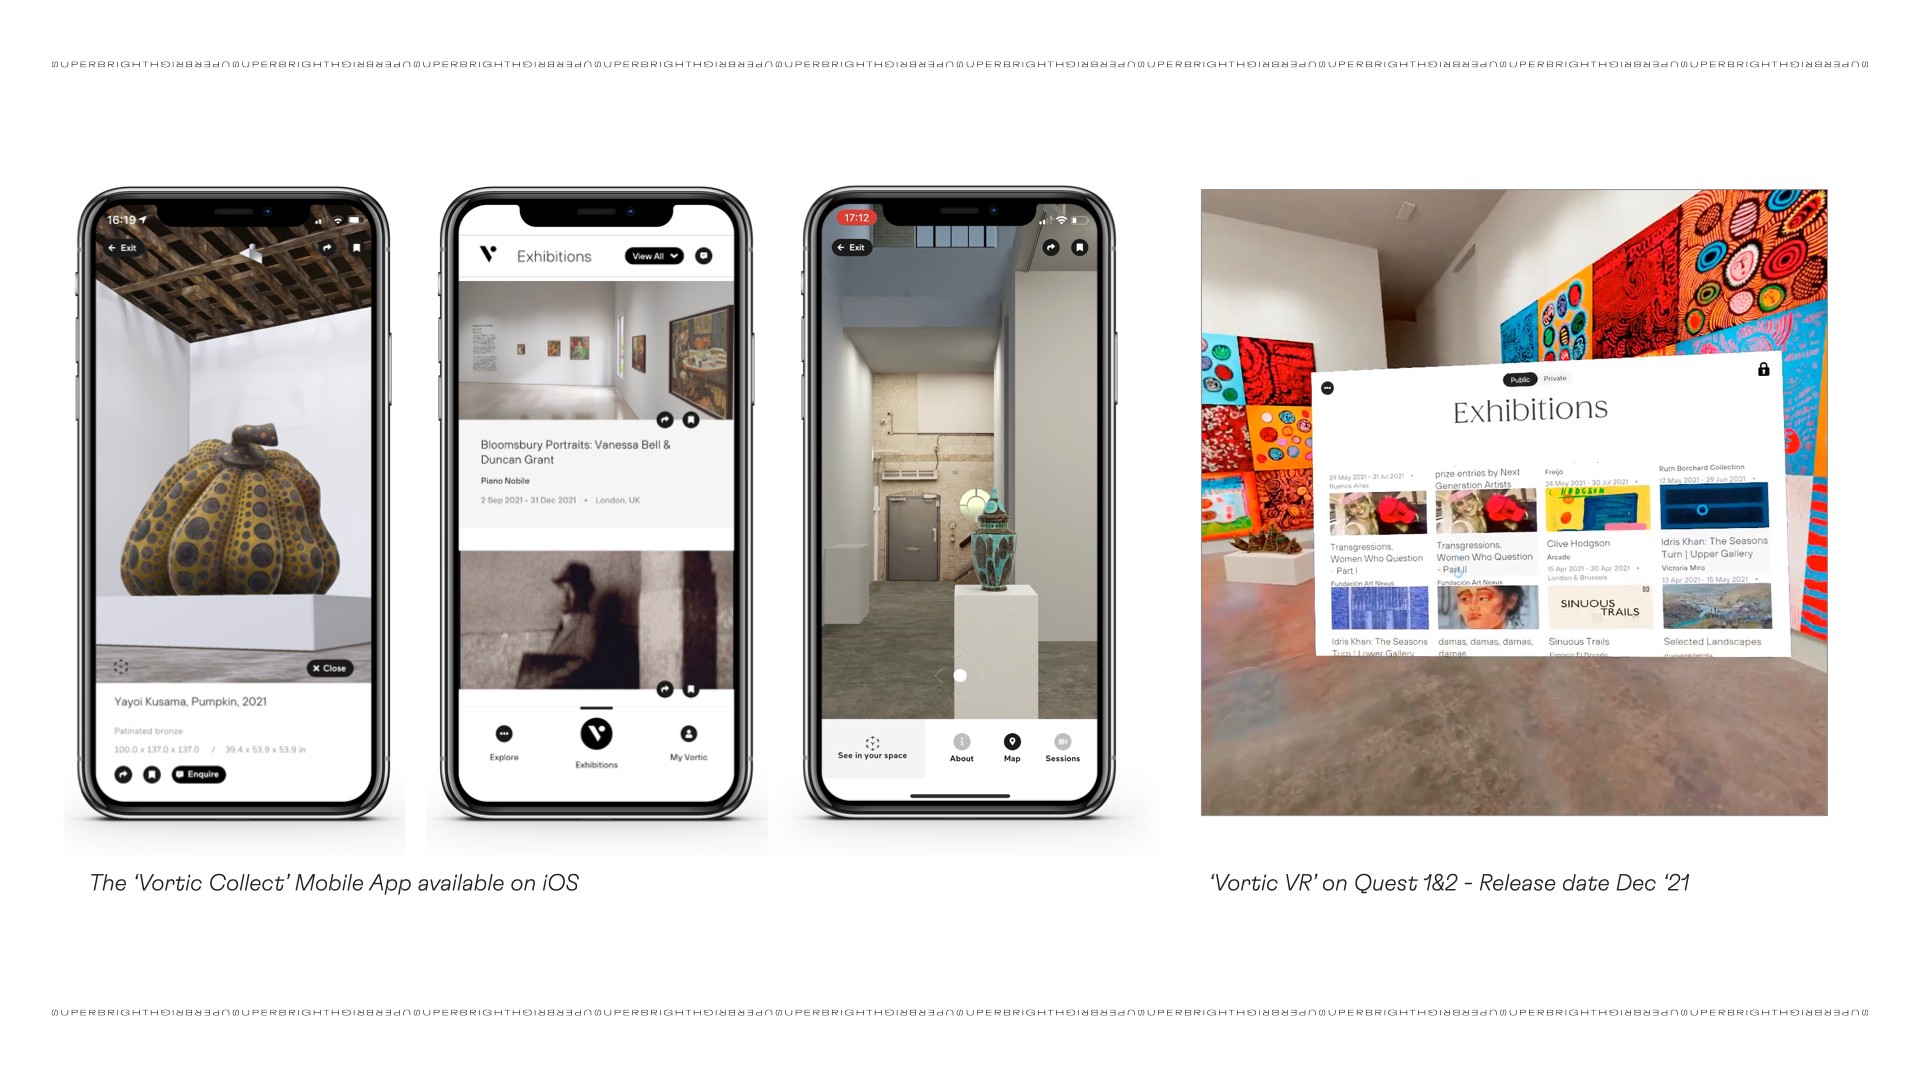 SUPERBRIGHTHGIRBREPUSUPERBRIGHTHGIRBREPUSUPERBRIGHTHGIRBREPUSUPERBRIGHTHGIRBREPUSUPERBRIGHTHGIRBREPUS
16:19
Exit
Close
Yayoi Kusama, Pumpkin, 2021
Patinated bronze
100.0 x 137.0 x 137.0 / 39.4 x 53.9 x 53.9 in
Enquire
Exhibitions
View All
Bloomsbury Portraits: Vanessa Bell &
Duncan Grant
Piano Nobile
2 Sep 2021 - 31 Dec 2021 • London, UK
Explore
Exhibitions
My Vortic
17:12
Exit
See in your space
About
Map
Sessions
Public
Private
Exhibitions
29 May 2021 - 31 Jul 2021 •
Buenos Aires
Transgressions,
Women Who Question
- Part I
Fundación Art Nexus
Idris Khan: The Seasons
Turn | Lower Gallery
prize entries by Next
Generation Artists
Transgressions,
Women Who Question
- Part II
Fundación Art Nexus
damas, damas, damas,
damas
Freijo
24 May 2021 - 30 Jul 2021 •
Clive Hodgson
Arcade
15 Apr 2021 - 30 Apr 2021 •
London & Brussels
SINUOUS
TRAILS
Sinuous Trails
Espacio El Dorado
Ruth Borchard Collection
17 May 2021 - 29 Jun 2021 •
Idris Khan: The Seasons
Turn | Upper Gallery
Victoria Miro
13 Apr 2021 - 15 May 2021 •
Selected Landscapes
The ‘Vortic Collect’ Mobile App available on iOS
‘Vortic VR’ on Quest 1&2 - Release date Dec ‘21
SUPERBRIGHTHGIRBREPUSUPERBRIGHTHGIRBREPUSUPERBRIGHTHGIRBREPUSUPERBRIGHTHGIRBREPUSUPERBRIGHTHGIRBREPUS